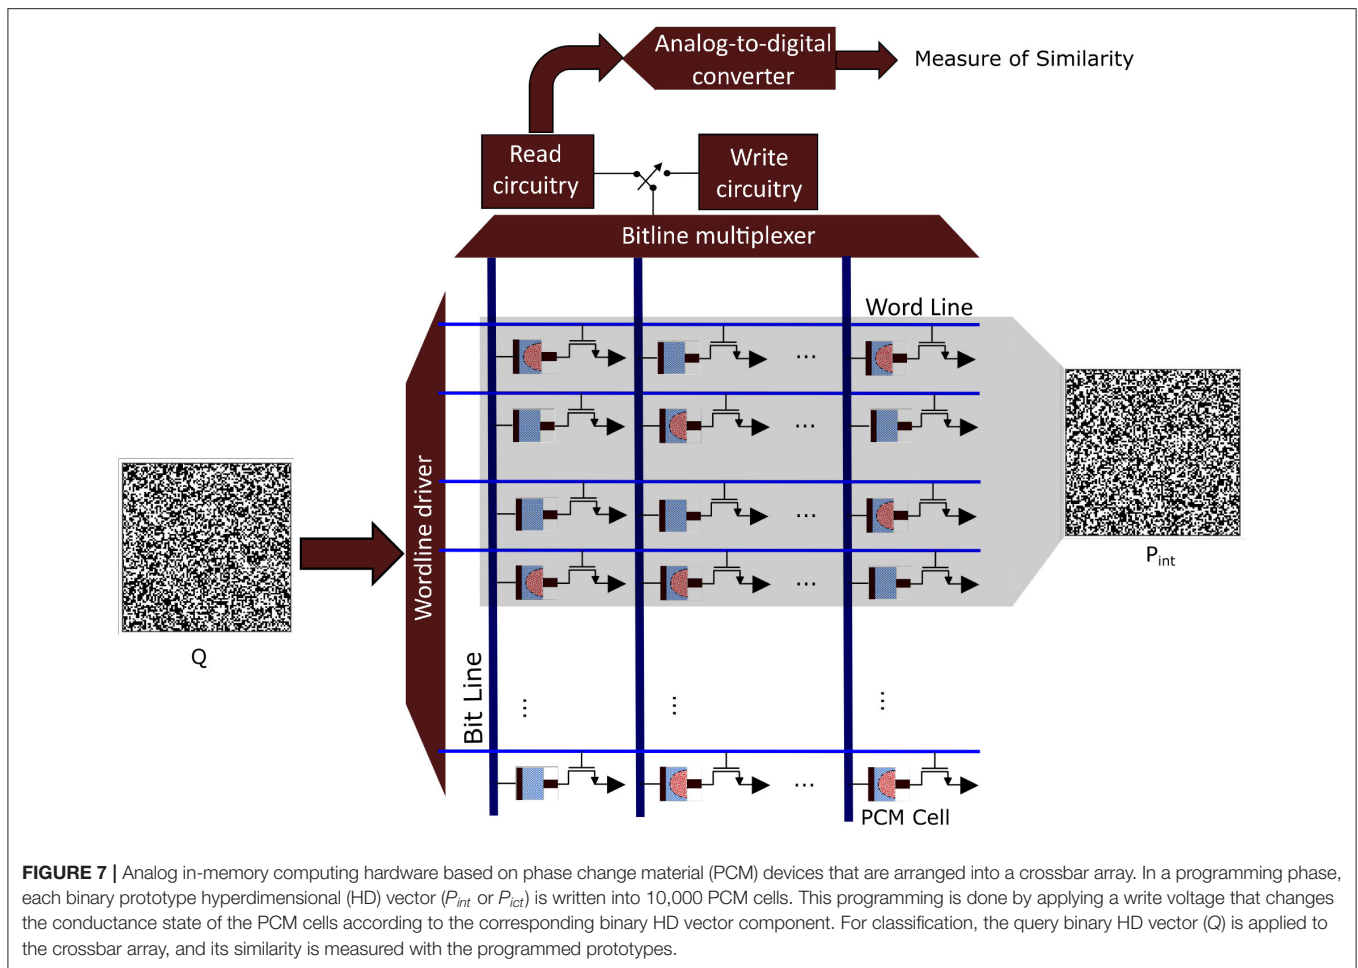 Analog-to-digital
converter
Measure of Similarity
Read
circuitry
Write
circuitry
Bitline multiplexer
Word Line
...
...
...
...
...
Wordline driver
Q
P_int
Bit Line
...
...
...
PCM Cell
FIGURE 7 | Analog in-memory computing hardware based on phase change material (PCM) devices that are arranged into a crossbar array. In a programming phase,
each binary prototype hyperdimensional (HD) vector (P_int or P_ict) is written into 10,000 PCM cells. This programming is done by applying a write voltage that changes
the conductance state of the PCM cells according to the corresponding binary HD vector component. For classification, the query binary HD vector (Q) is applied to
the crossbar array, and its similarity is measured with the programmed prototypes.